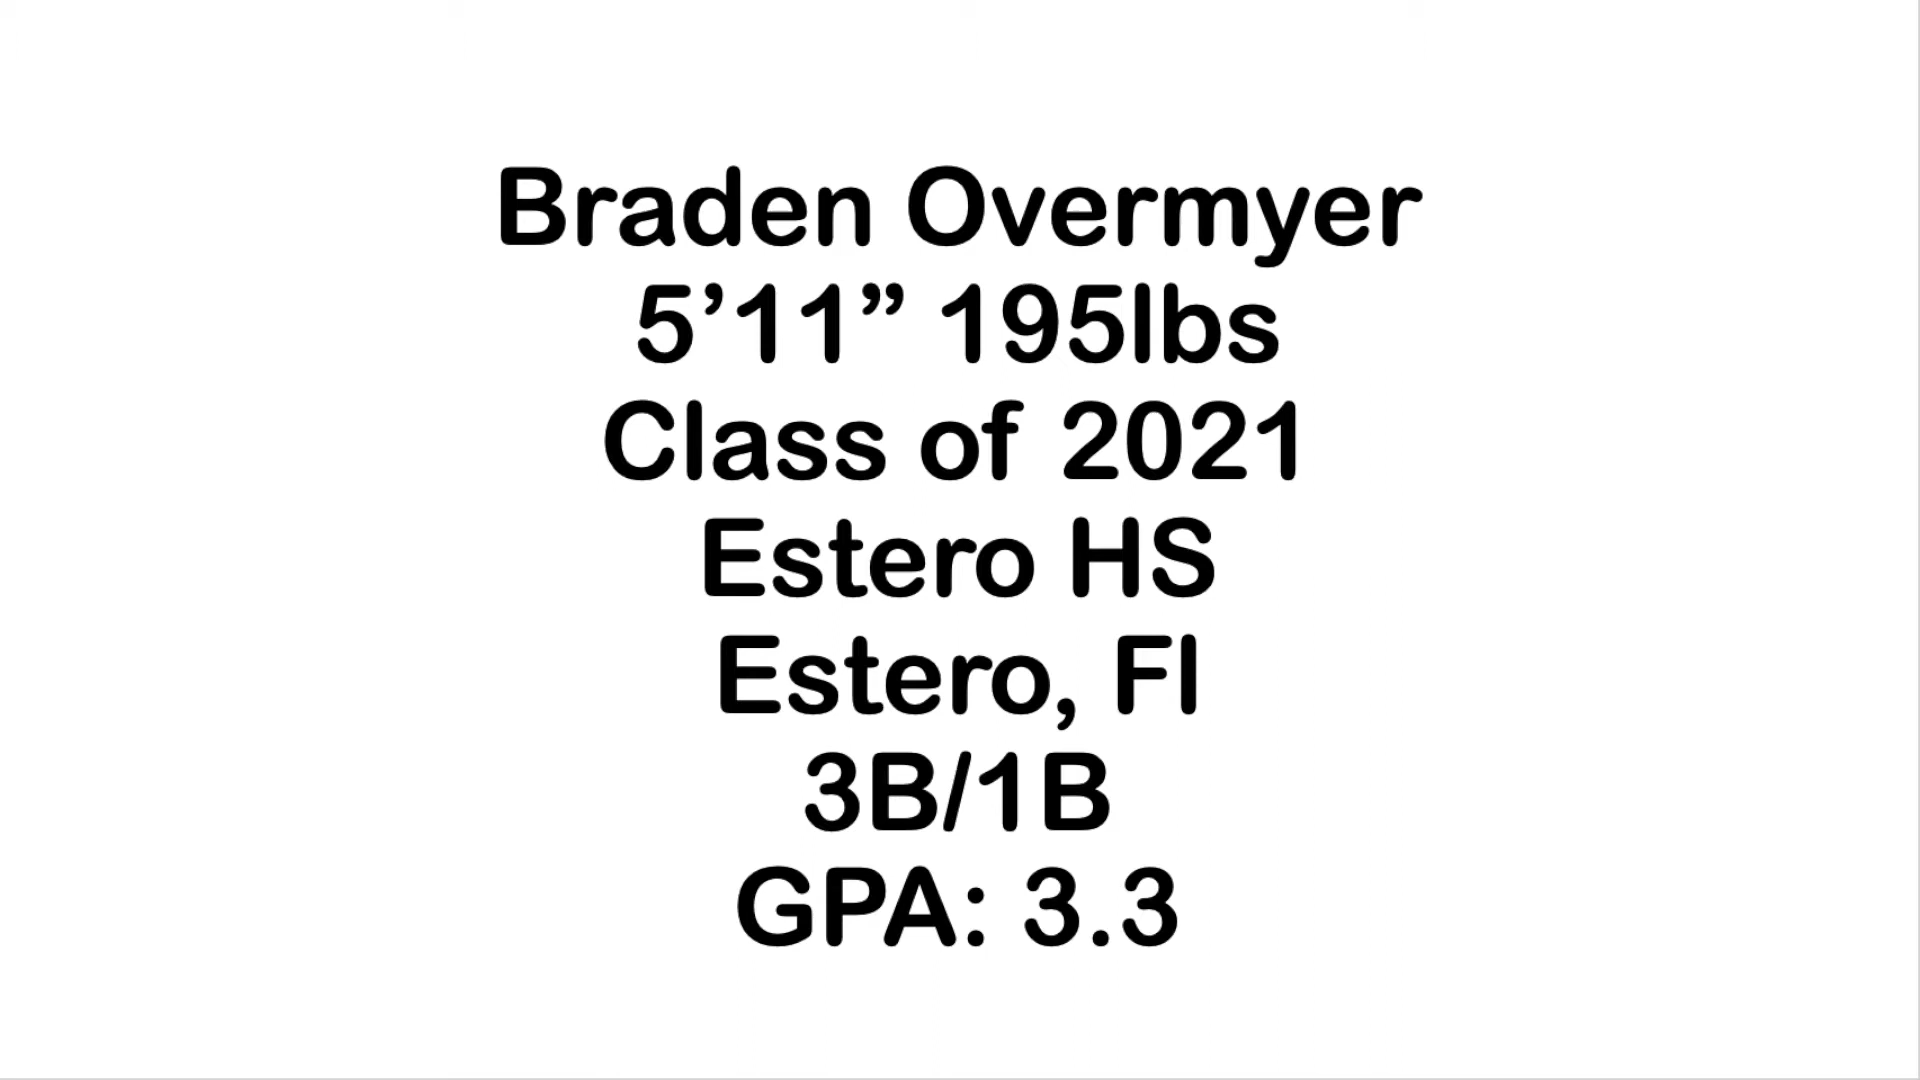 Braden Overmyer
5’11” 195lbs
Class of 2021
Estero HS
Estero, Fl
3B/1B
GPA: 3.3